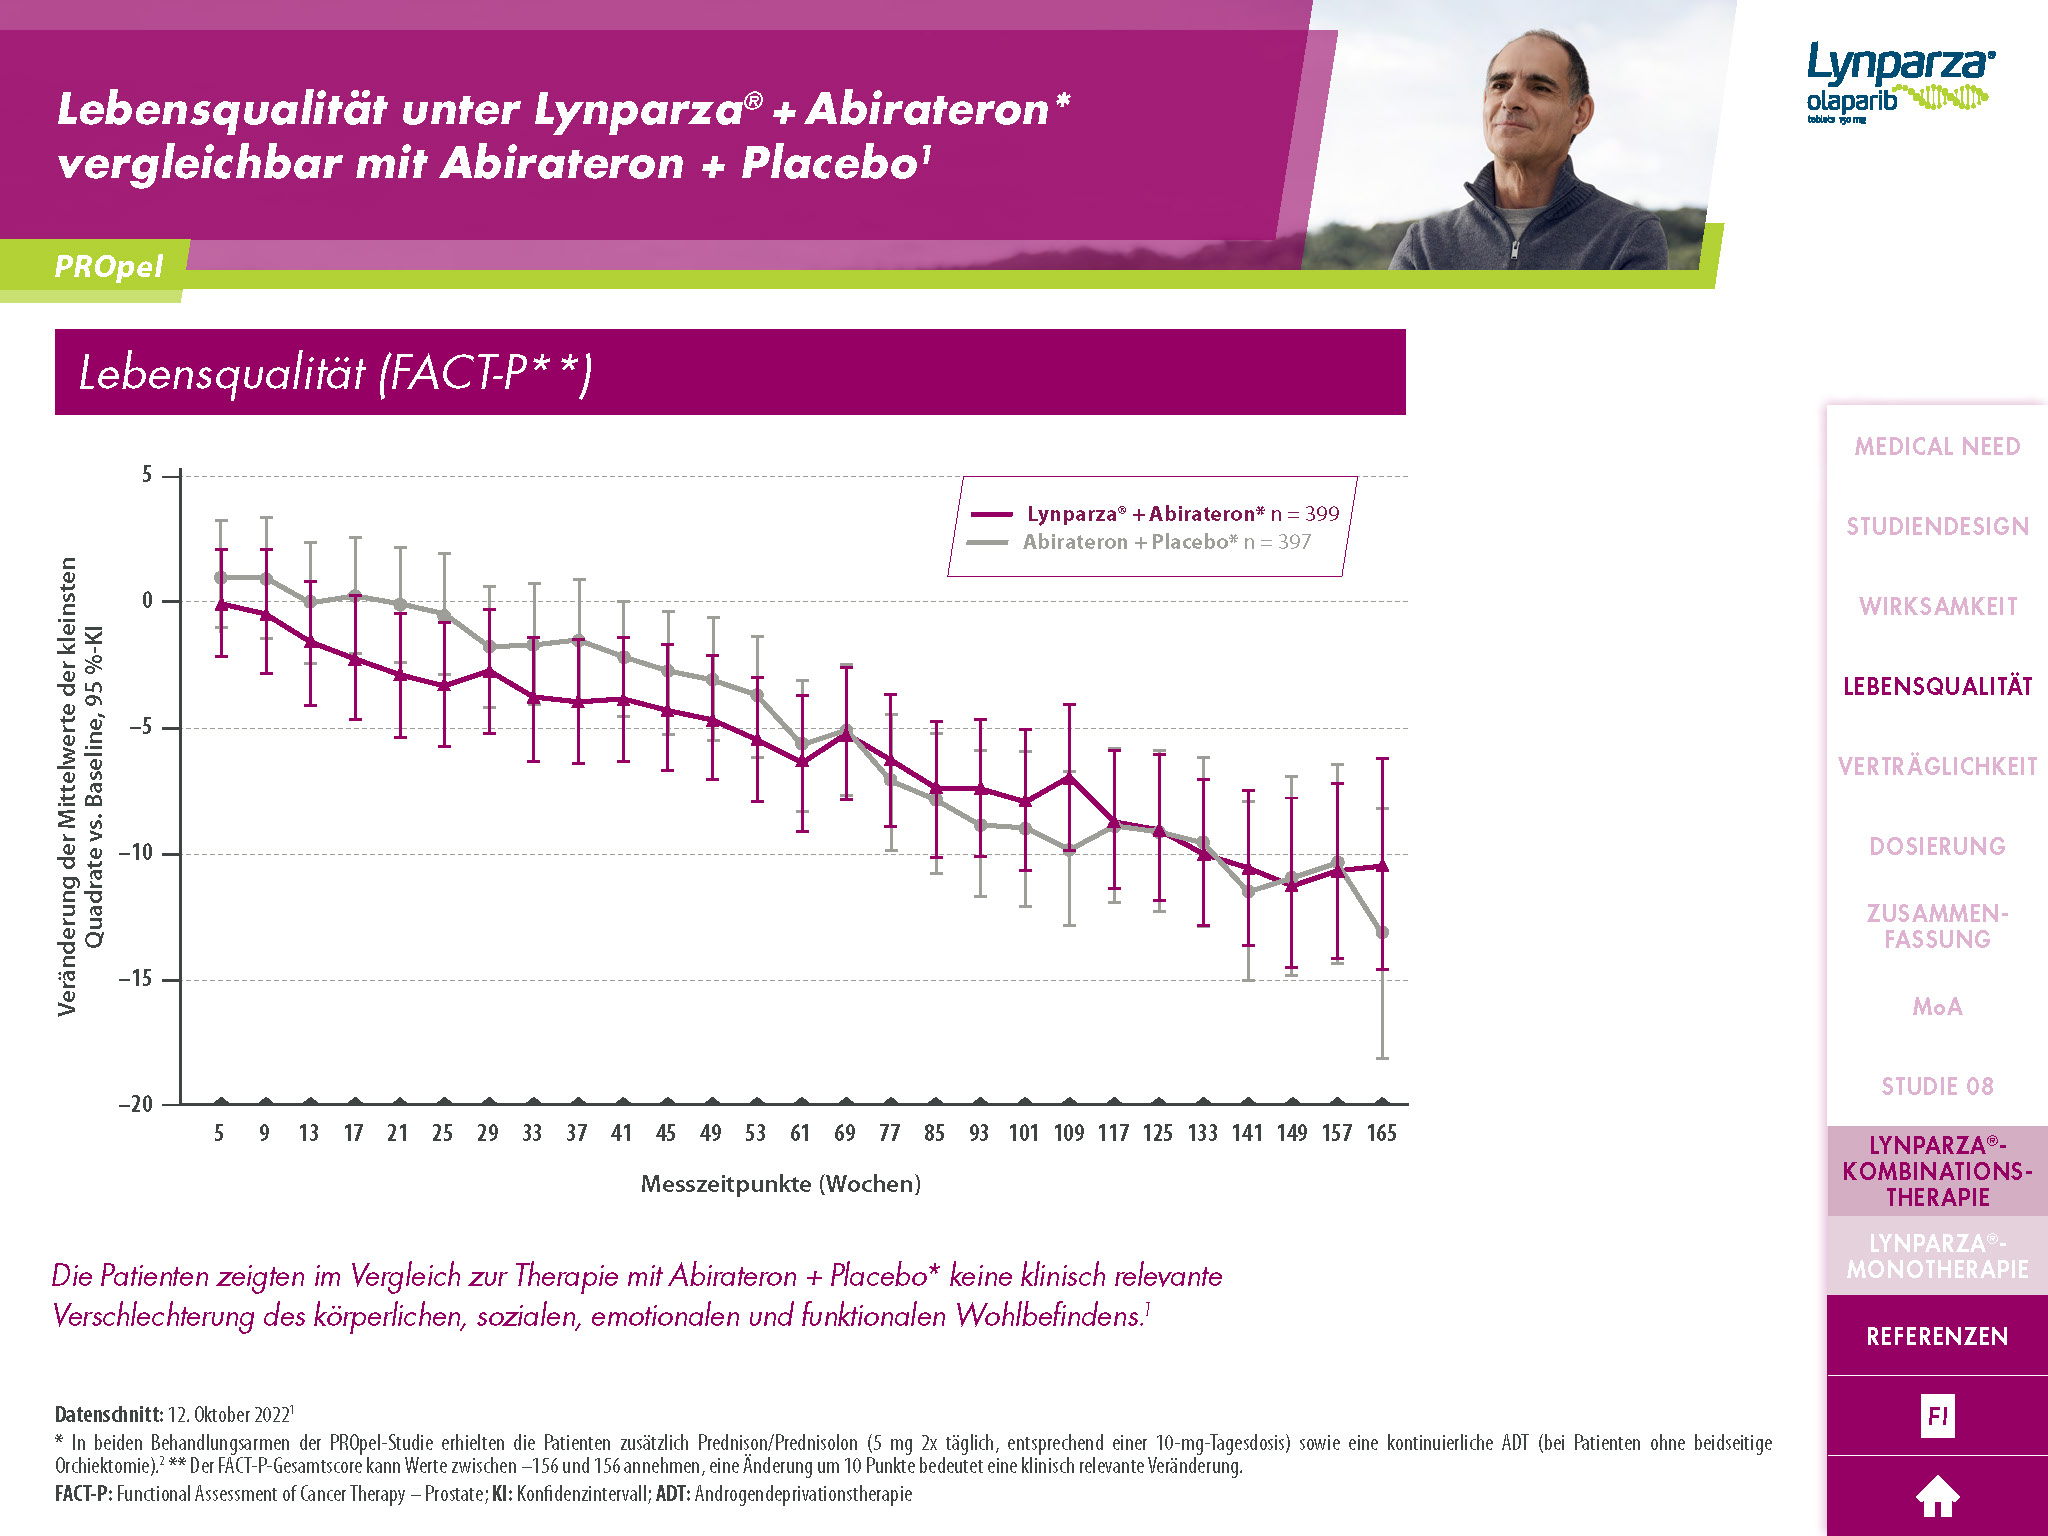 Lebensqualität unter Lynparza® + Abirateron*
vergleichbar mit Abirateron + Placebo¹
Lynparza®
olaparib
tablets 150 mg
PROpel
Lebensqualität (FACT-P**)
Veränderung der Mittelwerte der kleinsten
Quadrate vs. Baseline, 95 %-KI
5
0
–5
–10
–15
–20
Lynparza® + Abirateron* n = 399
Abirateron + Placebo* n = 397
5 9 13 17 21 25 29 33 37 41 45 49 53 61 69 77 85 93 101 109 117 125 133 141 149 157 165
Messzeitpunkte (Wochen)
Die Patienten zeigten im Vergleich zur Therapie mit Abirateron + Placebo* keine klinisch relevante
Verschlechterung des körperlichen, sozialen, emotionalen und funktionalen Wohlbefindens.¹
Datenschnitt: 12. Oktober 2022¹
* In beiden Behandlungsarmen der PROpel-Studie erhielten die Patienten zusätzlich Prednison/Prednisolon (5 mg 2x täglich, entsprechend einer 10-mg-Tagesdosis) sowie eine kontinuierliche ADT (bei Patienten ohne beidseitige
Orchiektomie).² ** Der FACT-P-Gesamtscore kann Werte zwischen –156 und 156 annehmen, eine Änderung um 10 Punkte bedeutet eine klinisch relevante Veränderung.
FACT-P: Functional Assessment of Cancer Therapy – Prostate; KI: Konfidenzintervall; ADT: Androgendeprivationstherapie
MEDICAL NEED
STUDIENDESIGN
WIRKSAMKEIT
LEBENSQUALITÄT
VERTRÄGLICHKEIT
DOSIERUNG
ZUSAMMEN-
FASSUNG
MoA
STUDIE 08
LYNPARZA®-
KOMBINATIONS-
THERAPIE
LYNPARZA®-
MONOTHERAPIE
REFERENZEN
FI